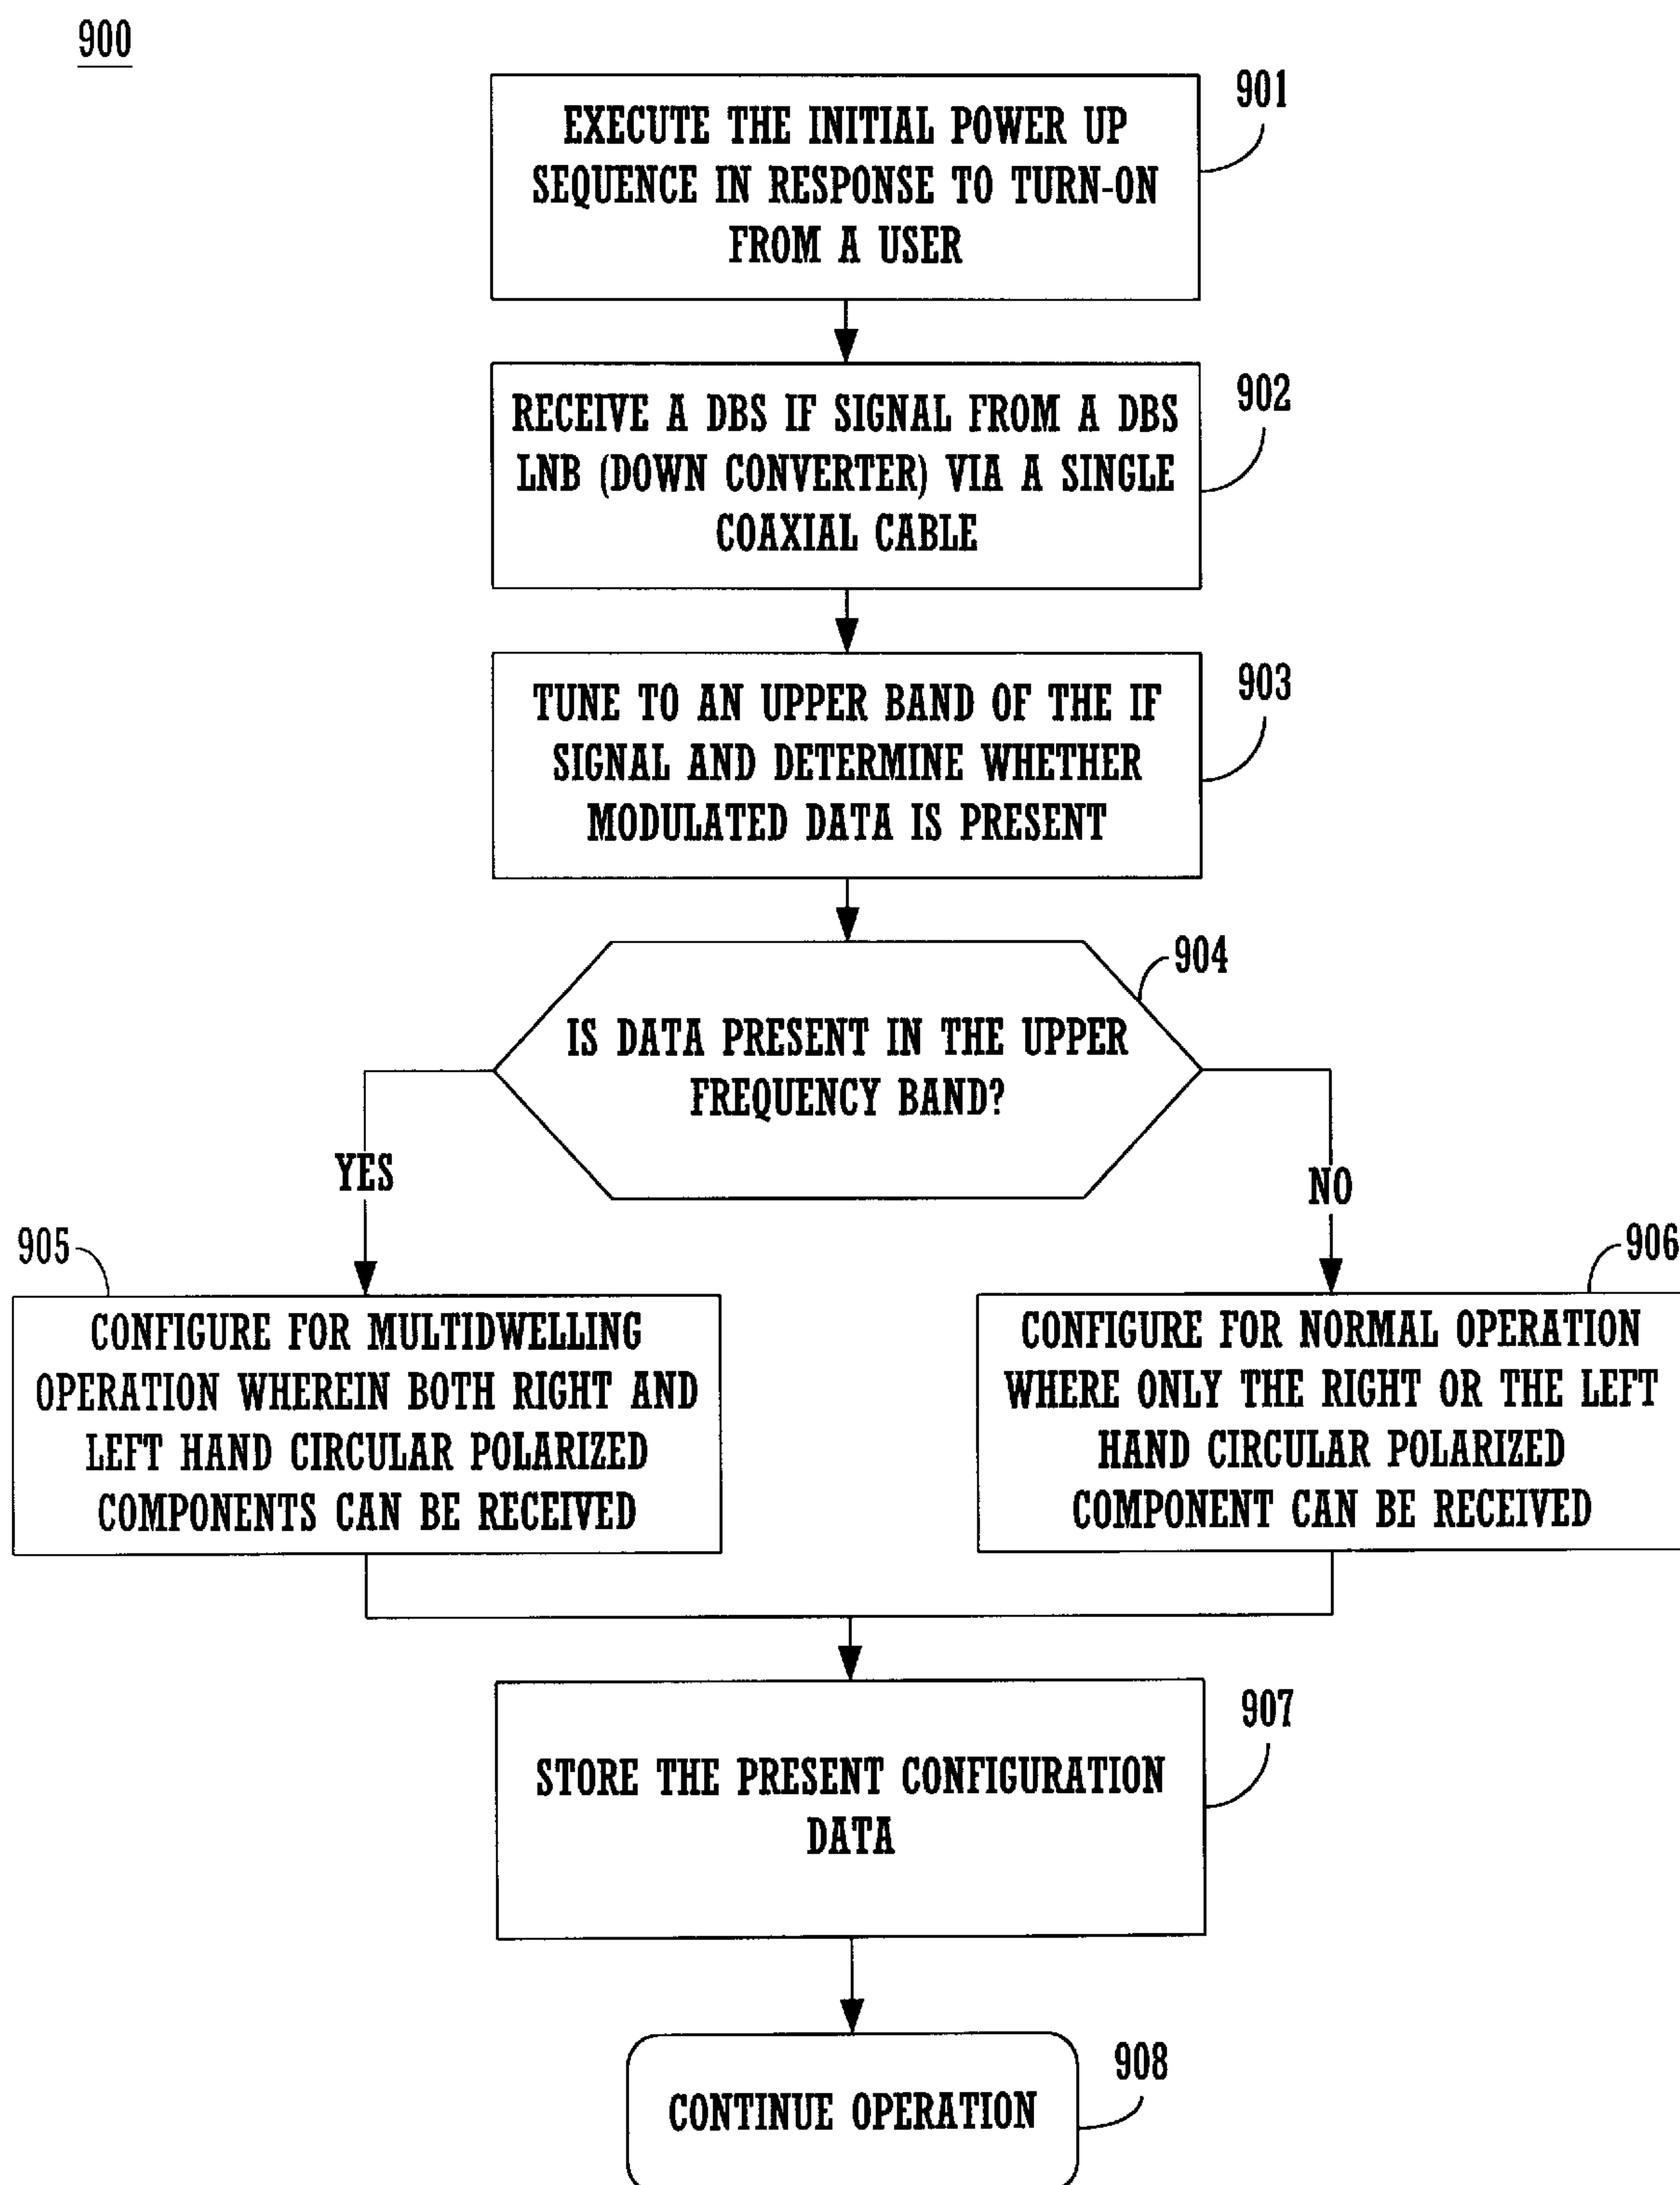 900
901
EXECUTE THE INITIAL POWER UP
SEQUENCE IN RESPONSE TO TURN-ON
FROM A USER
902
RECEIVE A DBS IF SIGNAL FROM A DBS
LNB (DOWN CONVERTER) VIA A SINGLE
COAXIAL CABLE
903
TUNE TO AN UPPER BAND OF THE IF
SIGNAL AND DETERMINE WHETHER
MODULATED DATA IS PRESENT
904
IS DATA PRESENT IN THE UPPER
FREQUENCY BAND?
YES
NO
905
CONFIGURE FOR MULTIDWELLING
OPERATION WHEREIN BOTH RIGHT AND
LEFT HAND CIRCULAR POLARIZED
COMPONENTS CAN BE RECEIVED
906
CONFIGURE FOR NORMAL OPERATION
WHERE ONLY THE RIGHT OR THE LEFT
HAND CIRCULAR POLARIZED
COMPONENT CAN BE RECEIVED
907
STORE THE PRESENT CONFIGURATION
DATA
908
CONTINUE OPERATION